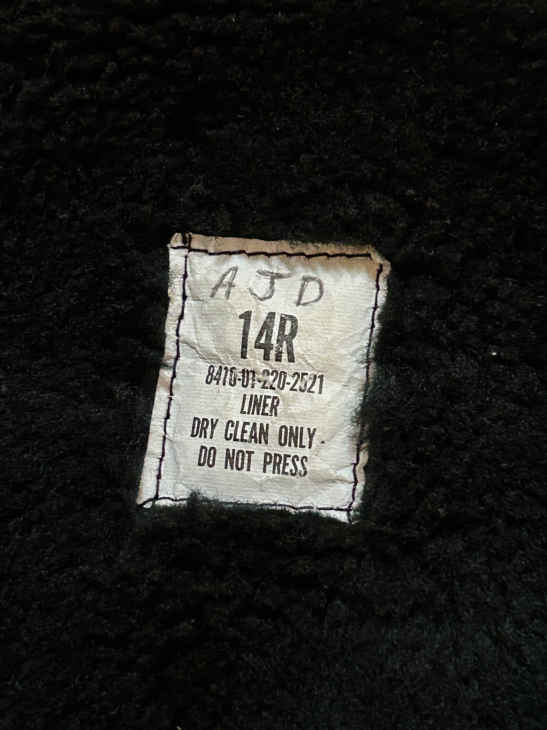 AJD
14R
8410-01-220-2521
LINER
DRY CLEAN ONLY.
DO NOT PRESS